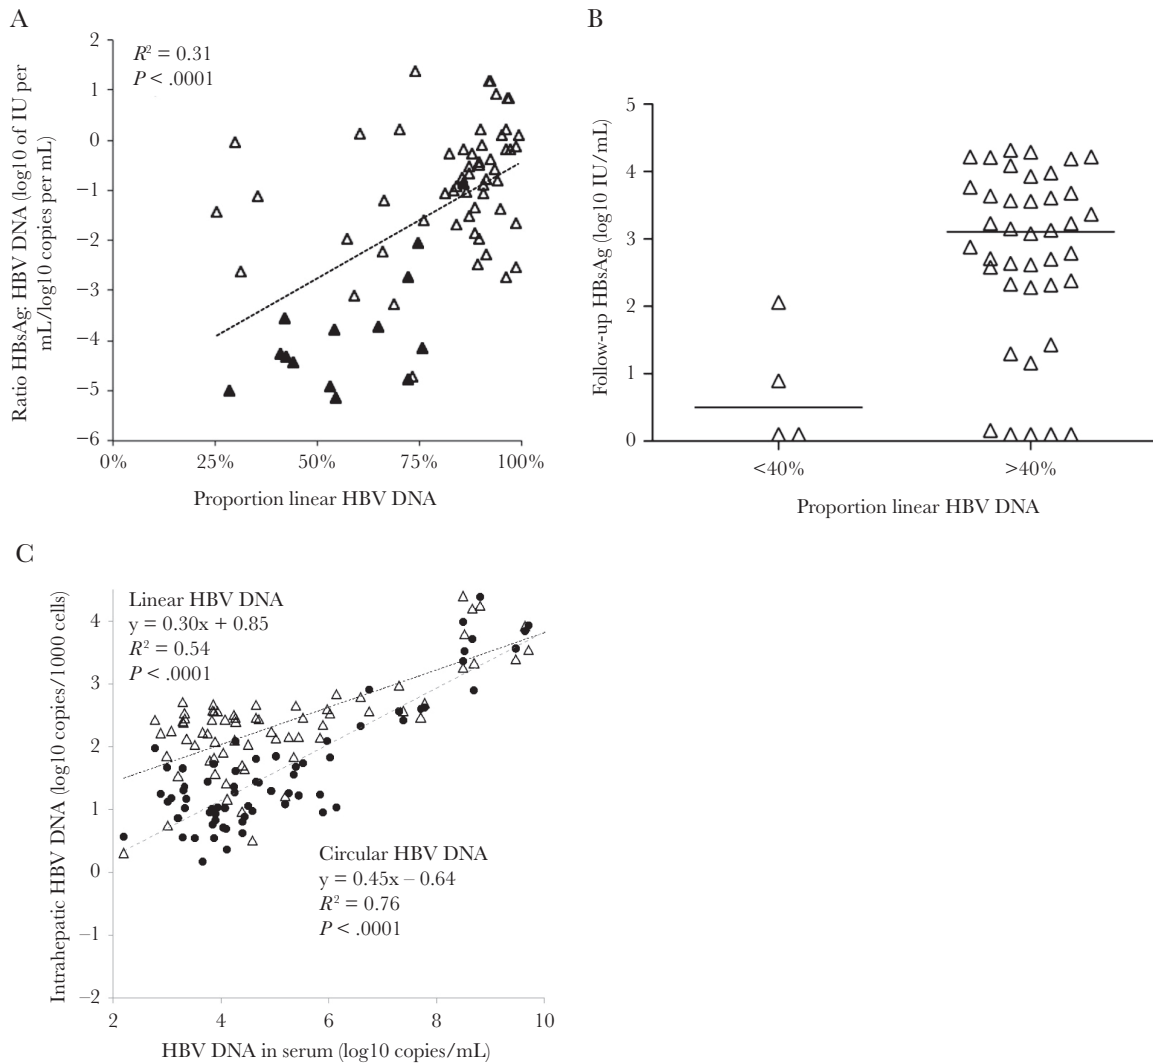 A
Ratio HBsAg: HBV DNA (log10 of IU per
mL/log10 copies per mL)
R² = 0.31
P < .0001
2
1
0
−1
−2
−3
−4
−5
−6
0%
25%
50%
75%
100%
Proportion linear HBV DNA
B
Follow-up HBsAg (log10 IU/mL)
5
4
3
2
1
0
<40%
>40%
Proportion linear HBV DNA
C
Intrahepatic HBV DNA (log10 copies/1000 cells)
Linear HBV DNA
y = 0.30x + 0.85
R² = 0.54
P < .0001
4
3
2
1
0
−1
−2
Circular HBV DNA
y = 0.45x – 0.64
R² = 0.76
P < .0001
2
4
6
8
10
HBV DNA in serum (log10 copies/mL)